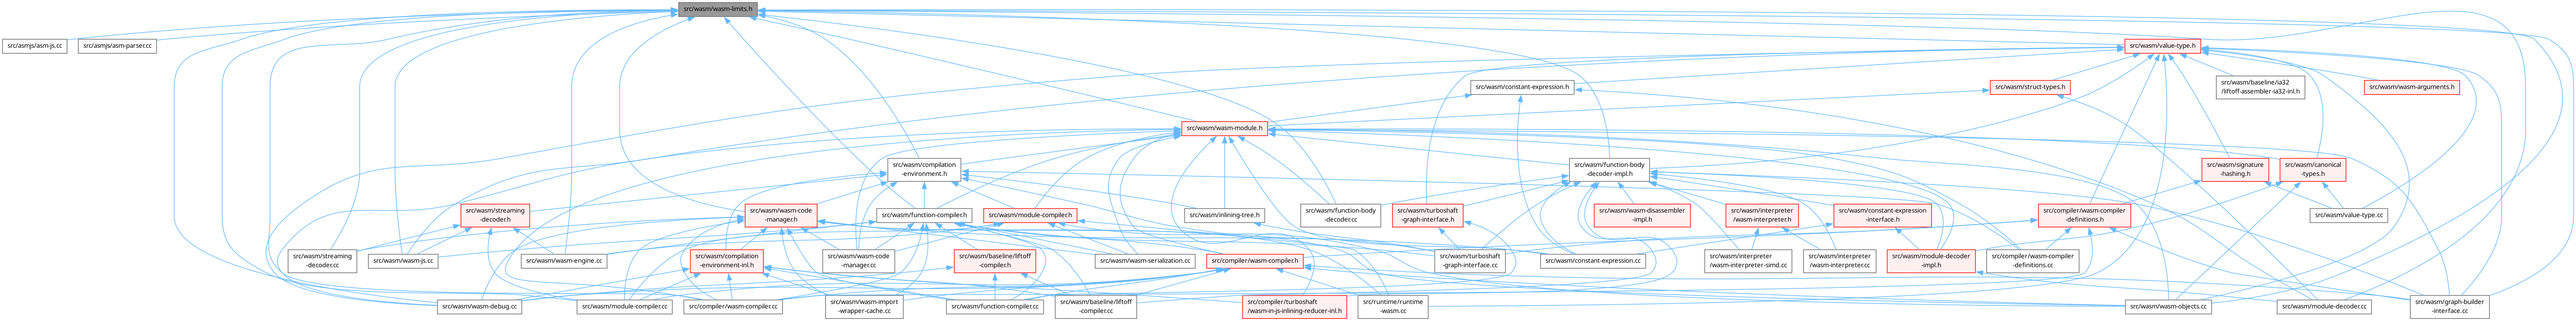 src/wasm/wasm-limits.h
src/asmjs/asm-js.cc
src/asmjs/asm-parser.cc
src/wasm/value-type.h
src/wasm/constant-expression.h
src/wasm/struct-types.h
src/wasm/baseline/ia32
/liftoff-assembler-ia32-inl.h
src/wasm/wasm-arguments.h
src/wasm/wasm-module.h
src/wasm/compilation
-environment.h
src/wasm/function-body
-decoder-impl.h
src/wasm/signature
-hashing.h
src/wasm/canonical
-types.h
src/wasm/streaming
-decoder.h
src/wasm/wasm-code
-manager.h
src/wasm/function-compiler.h
src/wasm/module-compiler.h
src/wasm/inlining-tree.h
src/wasm/function-body
-decoder.cc
src/wasm/turboshaft
-graph-interface.h
src/wasm/wasm-disassembler
-impl.h
src/wasm/interpreter
/wasm-interpreter.h
src/wasm/constant-expression
-interface.h
src/compiler/wasm-compiler
-definitions.h
src/wasm/value-type.cc
src/wasm/streaming
-decoder.cc
src/wasm/wasm-js.cc
src/wasm/wasm-engine.cc
src/wasm/compilation
-environment-inl.h
src/wasm/wasm-code
-manager.cc
src/wasm/baseline/liftoff
-compiler.h
src/wasm/wasm-serialization.cc
src/compiler/wasm-compiler.h
src/wasm/turboshaft
-graph-interface.cc
src/wasm/constant-expression.cc
src/wasm/interpreter
/wasm-interpreter-simd.cc
src/wasm/interpreter
/wasm-interpreter.cc
src/wasm/module-decoder
-impl.h
src/compiler/wasm-compiler
-definitions.cc
src/wasm/wasm-debug.cc
src/wasm/module-compiler.cc
src/compiler/wasm-compiler.cc
src/wasm/wasm-import
-wrapper-cache.cc
src/wasm/function-compiler.cc
src/wasm/baseline/liftoff
-compiler.cc
src/compiler/turboshaft
/wasm-in-js-inlining-reducer-inl.h
src/runtime/runtime
-wasm.cc
src/wasm/wasm-objects.cc
src/wasm/module-decoder.cc
src/wasm/graph-builder
-interface.cc